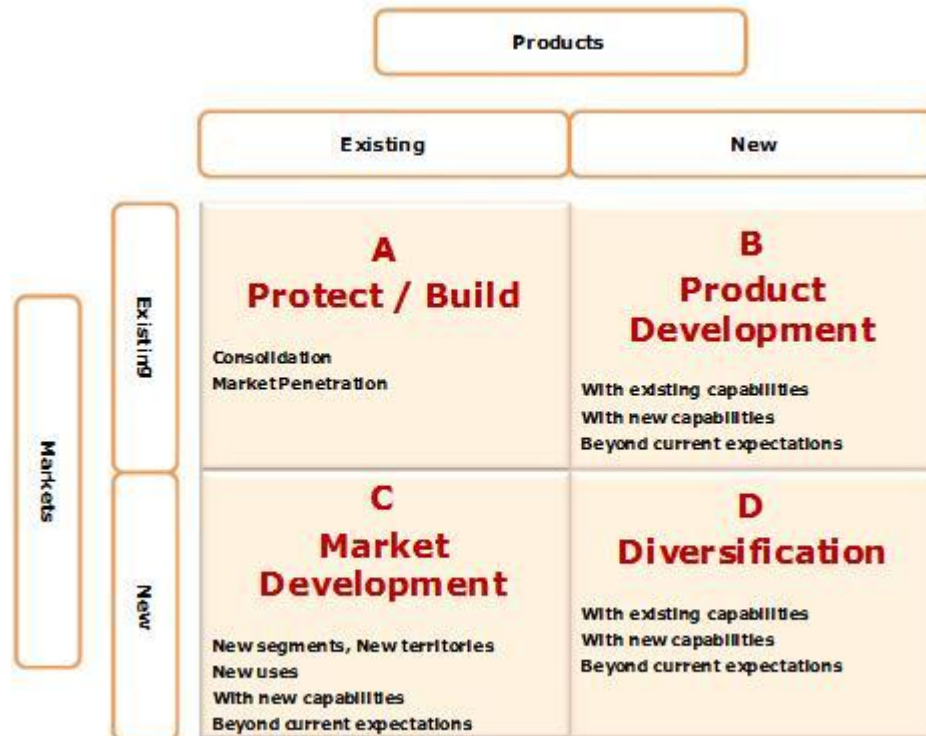 Products
Existing
New
Markets
Existing
A
Protect / Build
Consolidation
Market Penetration
B
Product
Development
With existing capabilities
With new capabilities
Beyond current expectations
New
C
Market
Development
New segments, New territories
New uses
With new capabilities
Beyond current expectations
D
Diversification
With existing capabilities
With new capabilities
Beyond current expectations